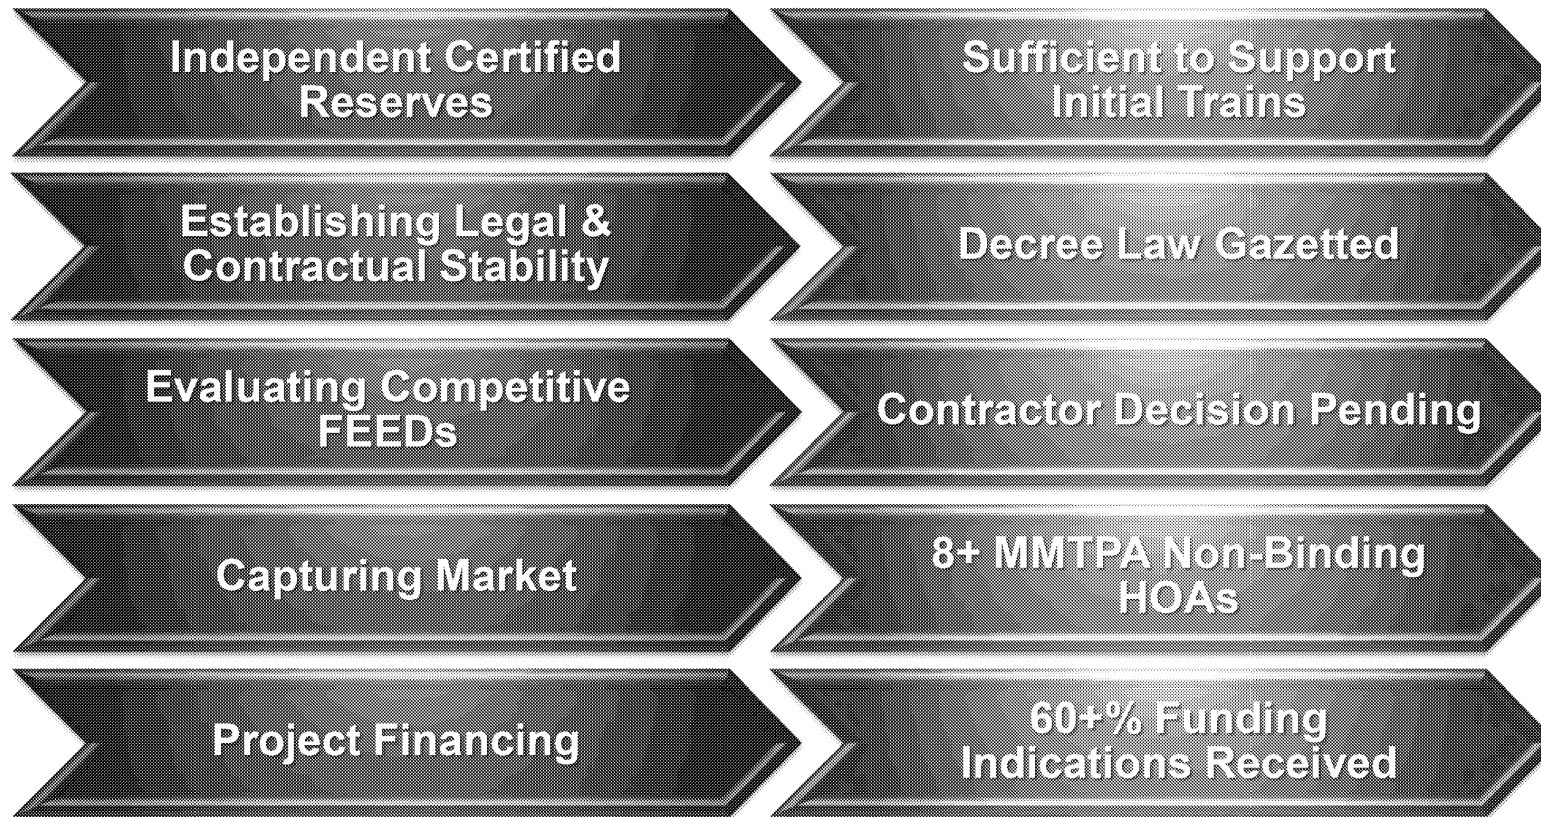 Independent Certified
Reserves
Sufficient to Support
Initial Trains
Establishing Legal &
Contractual Stability
Decree Law Gazetted
Evaluating Competitive
FEEDs
Contractor Decision Pending
Capturing Market
8+ MMTPA Non-Binding
HOAs
Project Financing
60+% Funding
Indications Received